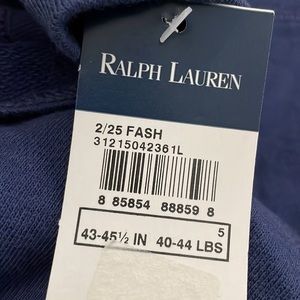 RALPH LAUREN
2/25 FASH
31215042361L
8 85854 88859 8
5
43-45½ IN 40-44 LBS